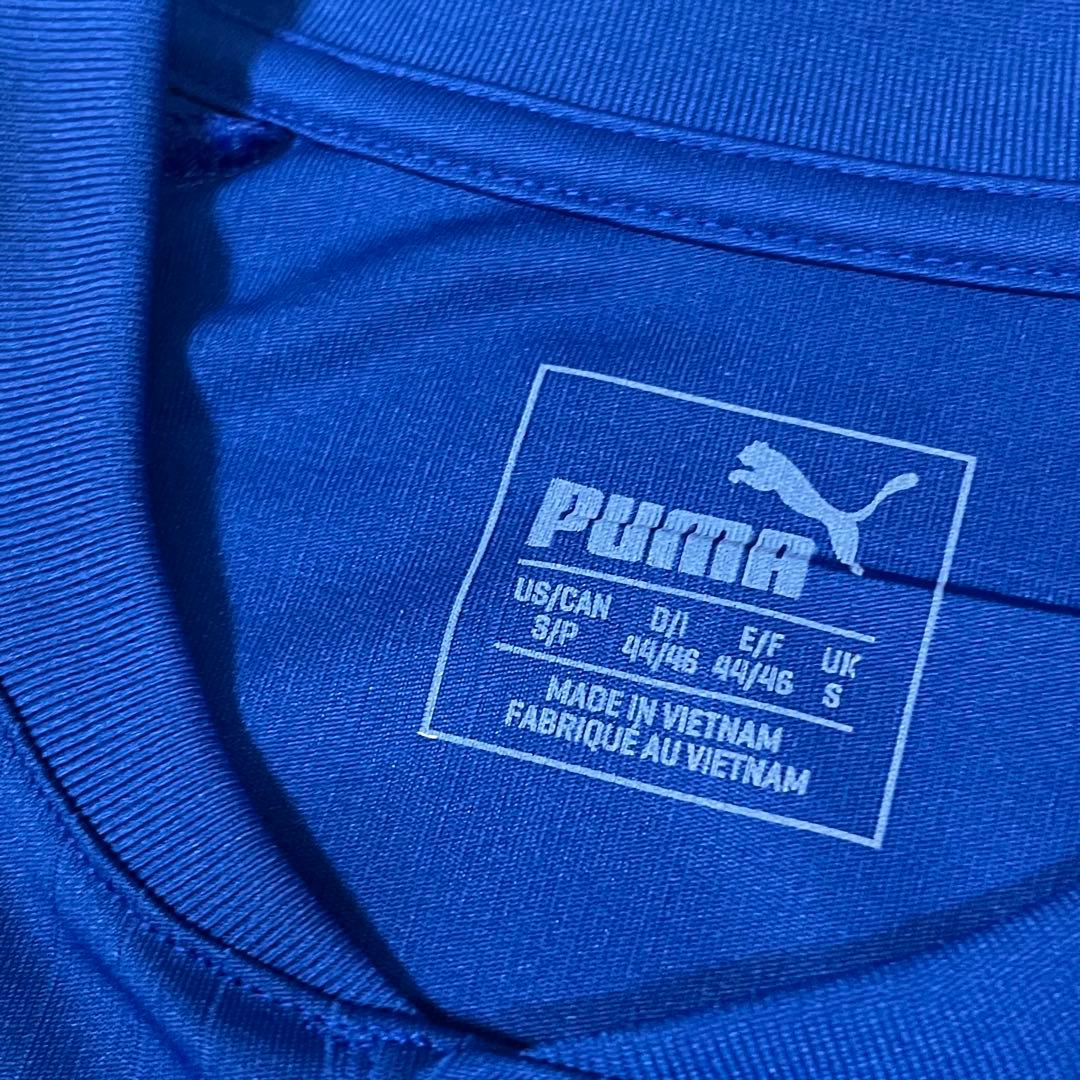 PUMA
US/CAN D/I E/F UK
S/P 44/46 44/46 S
MADE IN VIETNAM
FABRIQUÉ AU VIETNAM